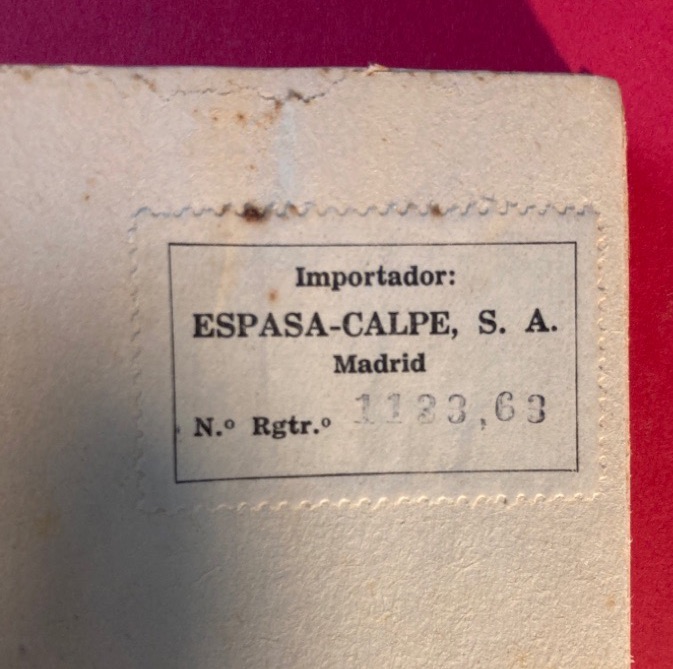 Importador:
ESPASA-CALPE, S. A.
Madrid
N.º Rgtr.º 1123,63